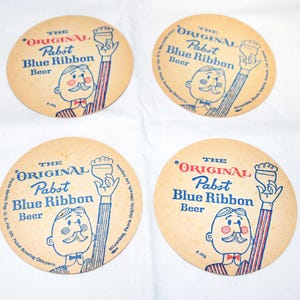 THE
"ORIGINAL
Pabst
Blue Ribbon
Beer
THE
"ORIGINAL
Pabst
Blue Ribbon
Beer
THE
"ORIGINAL
Pabst
Blue Ribbon
Beer
THE
ORIGINAL
Pabst
Blue Ribbon
Beer